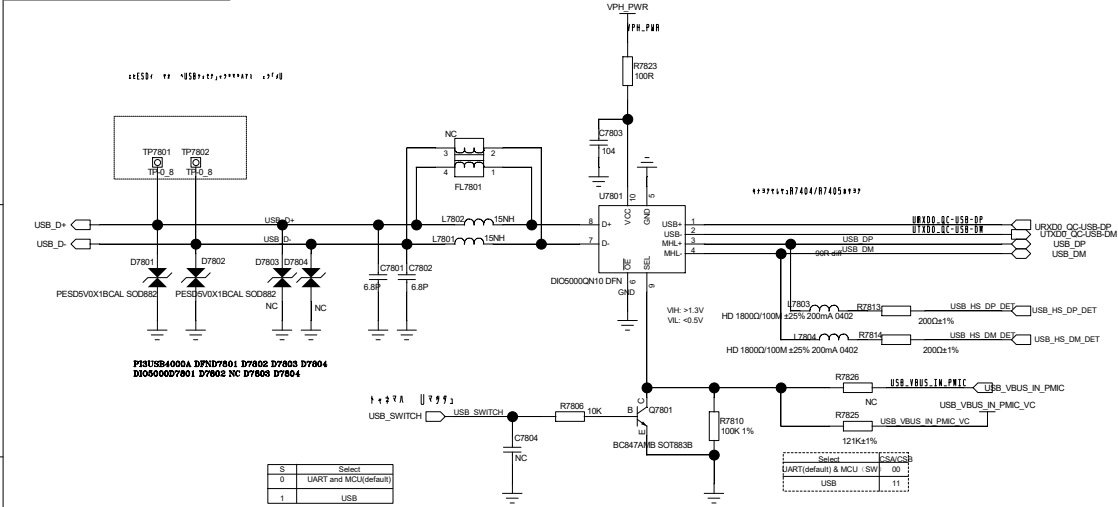 VPH_PWR
VPH_PWR
R7823
100R
C7803
104
NC
3 2
4 1
FL7801
TP7801 TP7802
TP-0_8 TP-0_8
U7801
10 5
VCC GND
USB_D+ USB_D+ L7802 15NH 8 D+ USB+ 1 URXD0_QC-USB-DP URXD0_QC-USB-DP
USB_D- USB_D- L7801 15NH 7 D- USB- 2 UTXD0_QC-USB-DM UTXD0_QC-USB-DM
MHL+ 3 USB_DP USB_DP
MHL- 4 USB_DM USB_DM
90R diff
OE SEL
6 9
GND
DIO5000QN10 DFN
D7801 D7802 D7803 D7804
PESD5V0X1BCAL SOD882 PESD5V0X1BCAL SOD882
NC NC
C7801 C7802
6.8P 6.8P
VIH: >1.3V
VIL: <0.5V
L7803 R7813 USB_HS_DP_DET USB_HS_DP_DET
HD 1800Ω/100M ±25% 200mA 0402 200Ω±1%
L7804 R7814 USB_HS_DM_DET USB_HS_DM_DET
HD 1800Ω/100M ±25% 200mA 0402 200Ω±1%
PI3USB4000A DFND7801 D7802 D7803 D7804
DIO5000D7801 D7802 NC D7803 D7804
USB_SWITCH USB_SWITCH R7806 10K B C E Q7801
BC847AMB SOT883B
C7804
NC
R7810
100K 1%
R7826 USB_VBUS_IN_PMIC USB_VBUS_IN_PMIC
NC
USB_VBUS_IN_PMIC_VC
R7825 USB_VBUS_IN_PMIC_VC
121K±1%
S Select
0 UART and MCU(default)
1 USB
Select CSA/CSB
UART(default) & MCU (SW) 00
USB 11